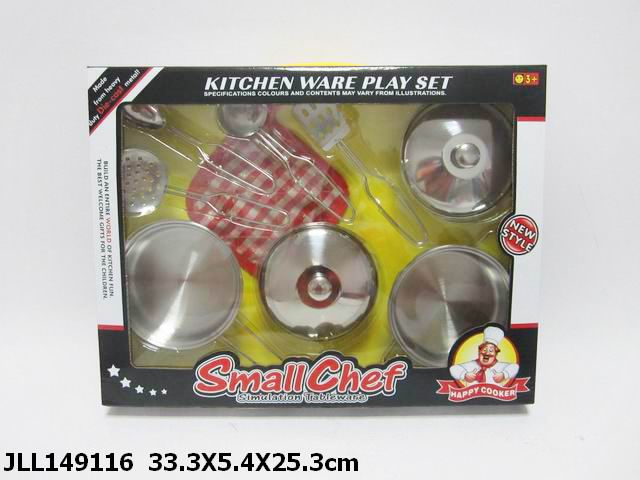 Made
from heavy
duty Die-cast metal!
KITCHEN WARE PLAY SET
SPECIFICATIONS COLOURS AND CONTENTS MAY VARY FROM ILLUSTRATIONS.
3+
BUILD AN ENTIRE WORLD OF KITCHEN FUN.
THE BEST WELCOME GIFTS FOR THE CHILDREN.
NEW
STYLE
Small Chef
Simulation Tableware
HAPPY COOKER
JLL149116 33.3X5.4X25.3cm